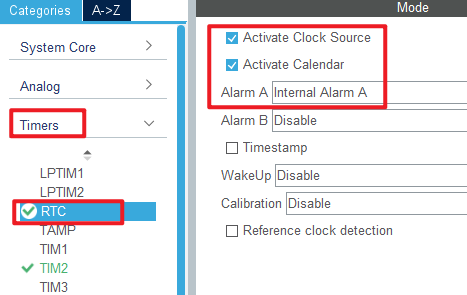 Categories A->Z
System Core
Analog
Timers
LPTIM1
LPTIM2
RTC
TAMP
TIM1
TIM2
TIM3
Mode
Activate Clock Source
Activate Calendar
Alarm A Internal Alarm A
Alarm B Disable
Timestamp
WakeUp Disable
Calibration Disable
Reference clock detection